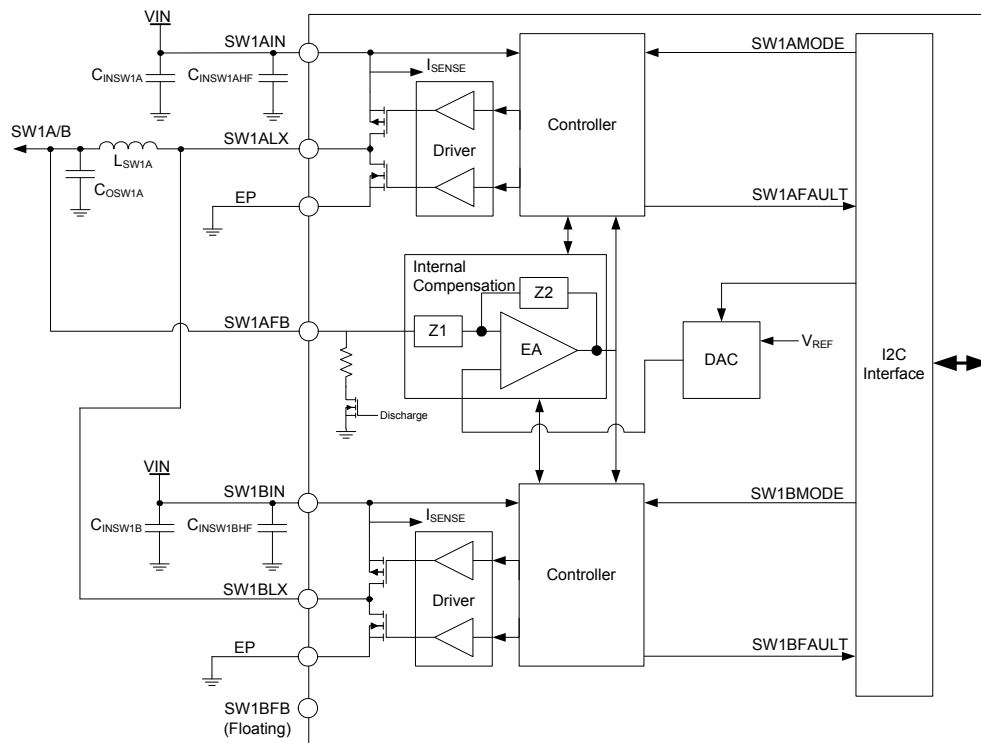 VIN
SW1AIN
SW1AMODE
CINSW1A
CINSW1AHF
ISENSE
Controller
SW1A/B
SW1ALX
LSW1A
Driver
COSW1A
EP
SW1AFAULT
Internal
Compensation
Z2
SW1AFB
Z1
EA
VREF
DAC
I2C
Interface
Discharge
VIN
SW1BIN
SW1BMODE
CINSW1B
CINSW1BHF
ISENSE
Controller
SW1BLX
Driver
EP
SW1BFAULT
SW1BFB
(Floating)